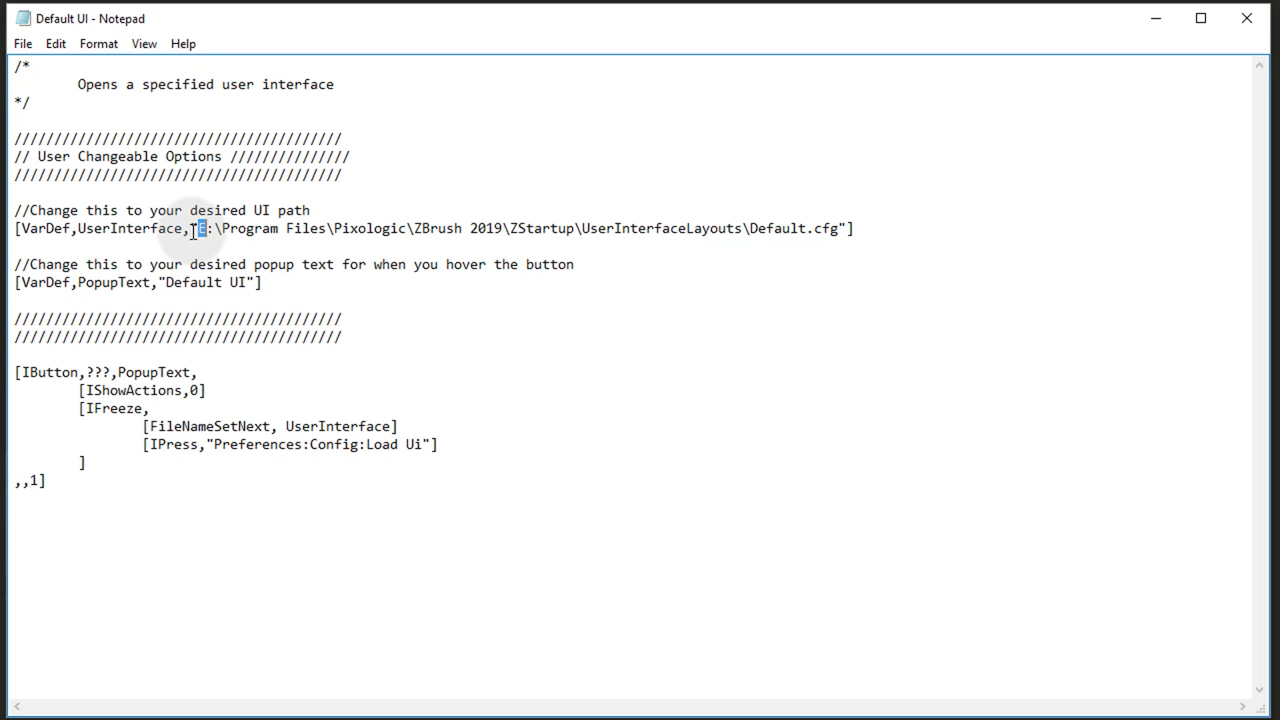 Default UI - Notepad
File Edit Format View Help
/*
Opens a specified user interface
*/
/////////////////////////////////////////
// User Changeable Options ///////////////
/////////////////////////////////////////
//Change this to your desired UI path
[VarDef,UserInterface,"E:\Program Files\Pixologic\ZBrush 2019\ZStartup\UserInterfaceLayouts\Default.cfg"]
//Change this to your desired popup text for when you hover the button
[VarDef,PopupText,"Default UI"]
/////////////////////////////////////////
/////////////////////////////////////////
[IButton,???,PopupText,
[IShowActions,0]
[IFreeze,
[FileNameSetNext, UserInterface]
[IPress,"Preferences:Config:Load Ui"]
]
,,1]